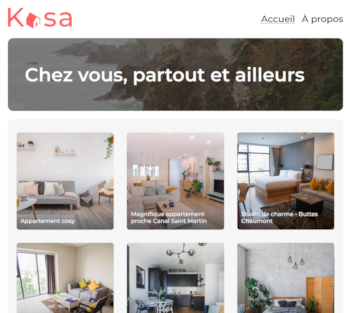 Kasa
Accueil À propos
Chez vous, partout et ailleurs
Appartement cosy
Magnifique appartement
proche Canal Saint Martin
Studio de charme - Buttes
Chaumont